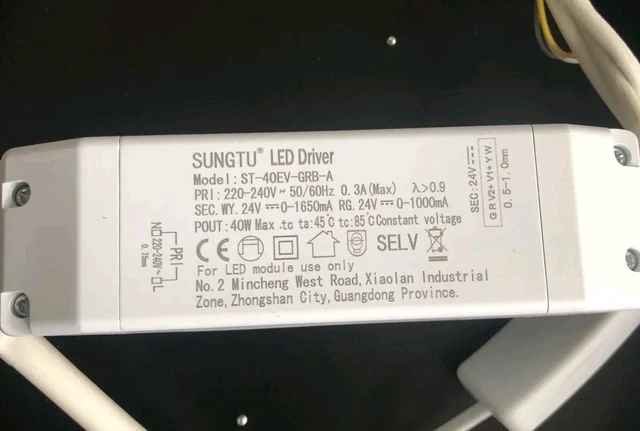 SUNGTU® LED Driver
Model: ST-40EV-GRB-A
PRI: 220-240V~ 50/60Hz 0.3A(Max) λ>0.9
SEC. WY. 24V⎓0-1650mA RG. 24V⎓0-1000mA
POUT: 40W Max .tc ta:45℃ tc:85℃ Constant voltage
SELV
For LED module use only
No.2 Mincheng West Road, Xiaolan Industrial
Zone, Zhongshan City, Guangdong Province.
PRI
N 220-240V~ L
0.75mm
SEC: 24V⎓
G R V2+ V1+ Y W
0.5-1.0mm